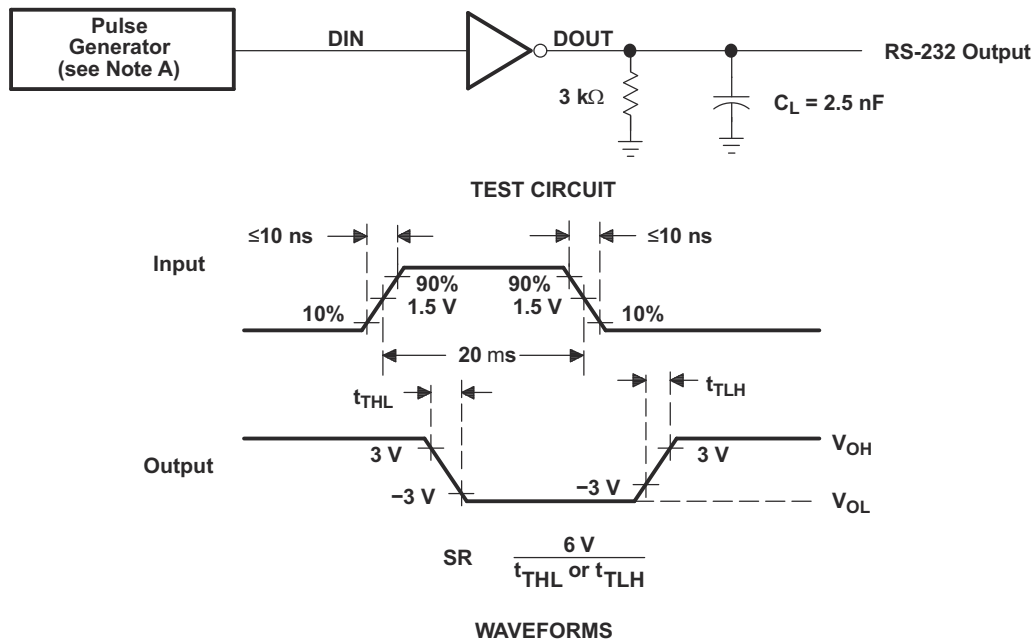 Pulse
Generator
(see Note A)
DIN
DOUT
RS-232 Output
3 kΩ
C_L = 2.5 nF
TEST CIRCUIT
≤10 ns
≤10 ns
Input
90%
90%
1.5 V
1.5 V
10%
10%
20 ms
t_THL
t_TLH
Output
3 V
3 V
V_OH
−3 V
−3 V
V_OL
SR
6 V
t_THL or t_TLH
WAVEFORMS